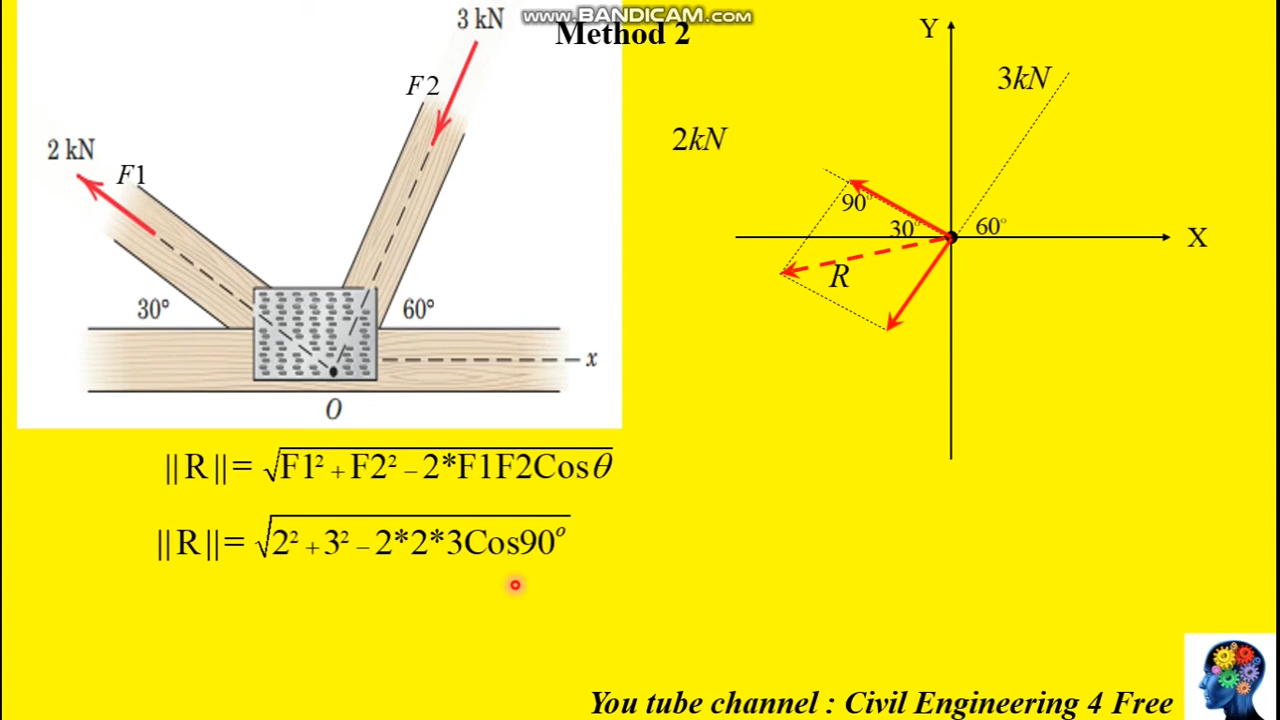 www.BANDICAM.com
Method 2
3 kN
F2
2 kN
F1
30°
60°
x
O
Y
3kN
2kN
90°
30°
60°
X
R
||R||= √F1² + F2² – 2*F1F2Cosθ
||R||= √2² + 3² – 2*2*3Cos90°
You tube channel : Civil Engineering 4 Free